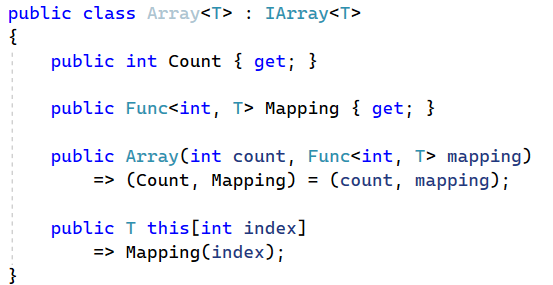 public class Array<T> : IArray<T>
{
    public int Count { get; }
    public Func<int, T> Mapping { get; }
    public Array(int count, Func<int, T> mapping)
        => (Count, Mapping) = (count, mapping);
    public T this[int index]
        => Mapping(index);
}